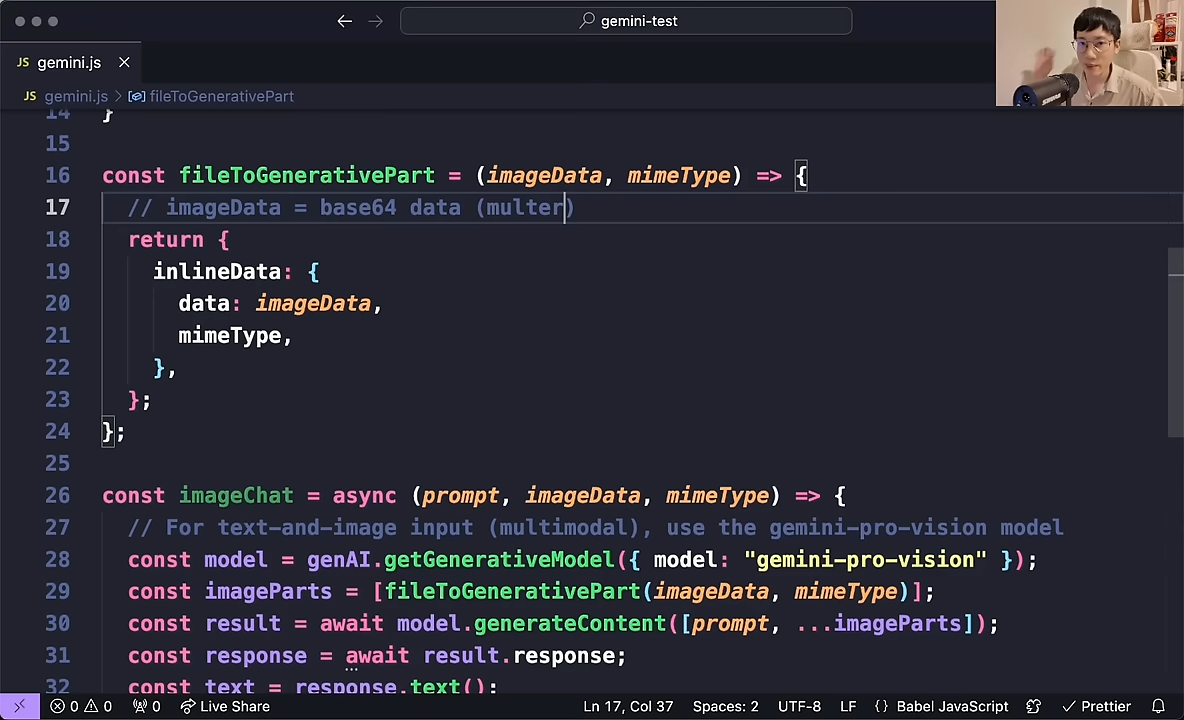 gemini-test
JS gemini.js
JS gemini.js > fileToGenerativePart
14 }
15
16 const fileToGenerativePart = (imageData, mimeType) => {
17 // imageData = base64 data (multer)
18 return {
19 inlineData: {
20 data: imageData,
21 mimeType,
22 },
23 };
24 };
25
26 const imageChat = async (prompt, imageData, mimeType) => {
27 // For text-and-image input (multimodal), use the gemini-pro-vision model
28 const model = genAI.getGenerativeModel({ model: "gemini-pro-vision" });
29 const imageParts = [fileToGenerativePart(imageData, mimeType)];
30 const result = await model.generateContent([prompt, ...imageParts]);
31 const response = await result.response;
32 const text = response.text();
0 0 0 Live Share Ln 17, Col 37 Spaces: 2 UTF-8 LF {} Babel JavaScript Prettier